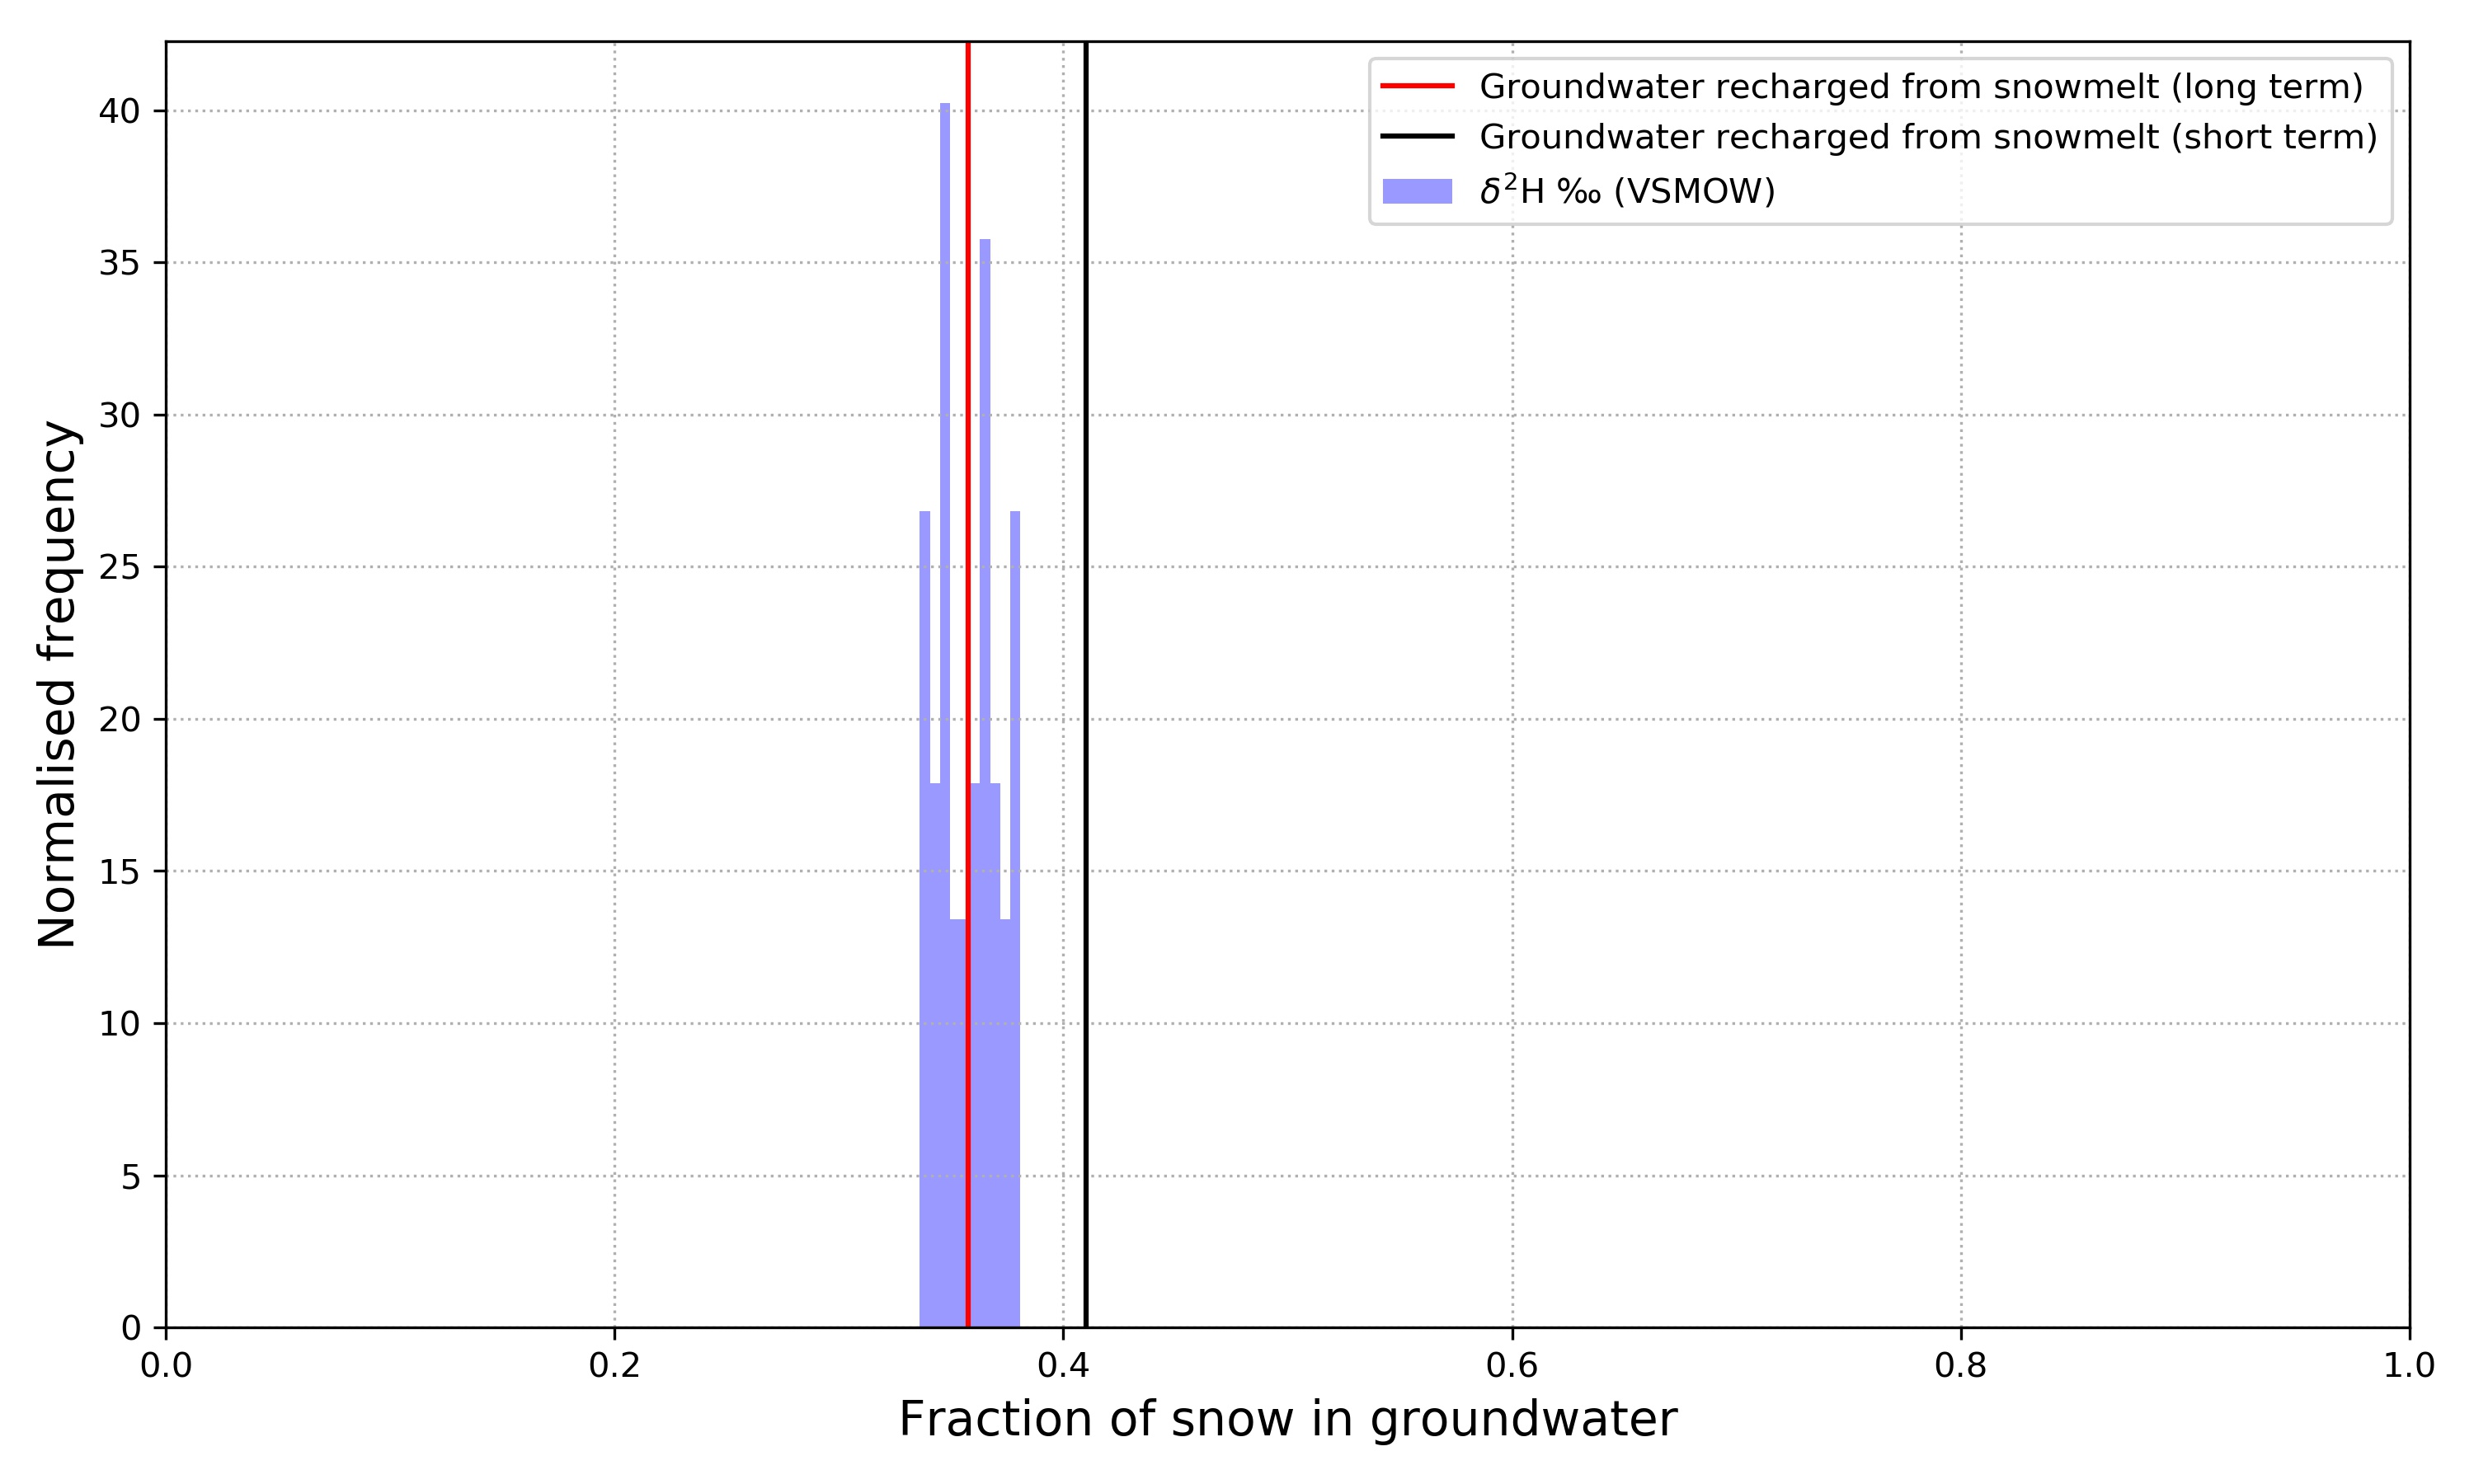 Groundwater recharged from snowmelt (long term)
Groundwater recharged from snowmelt (short term)
δ²H ‰ (VSMOW)
Normalised frequency
40
35
30
25
20
15
10
5
0
0.0 0.2 0.4 0.6 0.8 1.0
Fraction of snow in groundwater